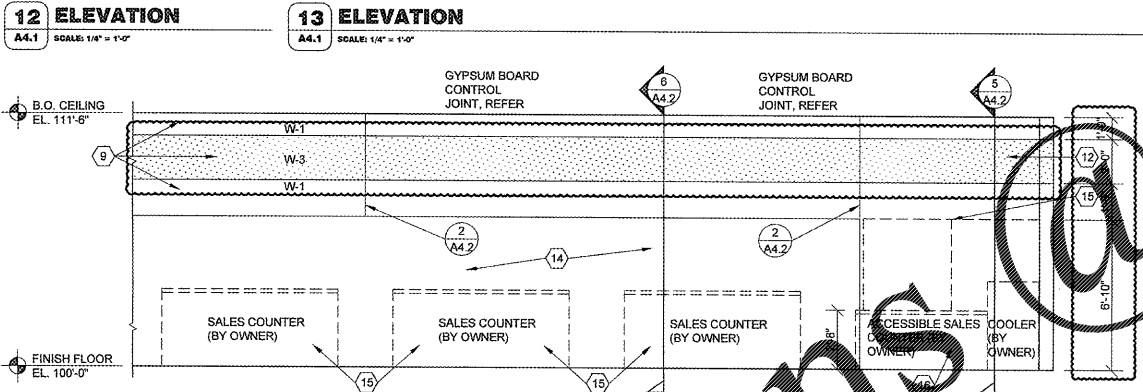 12 ELEVATION
A4.1 SCALE: 1/4" = 1'-0"
13 ELEVATION
A4.1 SCALE: 1/4" = 1'-0"
GYPSUM BOARD
CONTROL
JOINT, REFER
6
A4.2
GYPSUM BOARD
CONTROL
JOINT, REFER
5
A4.2
B.O. CEILING
EL. 111'-6"
W-1
9
W-3
12
W-1
15
2
A4.2
2
A4.2
14
6'-10"
SALES COUNTER
(BY OWNER)
SALES COUNTER
(BY OWNER)
SALES COUNTER
(BY OWNER)
ACCESSIBLE SALES
COUNTER (BY
OWNER)
COOLER
(BY
OWNER)
FINISH FLOOR
EL. 100'-0"
15
15
16